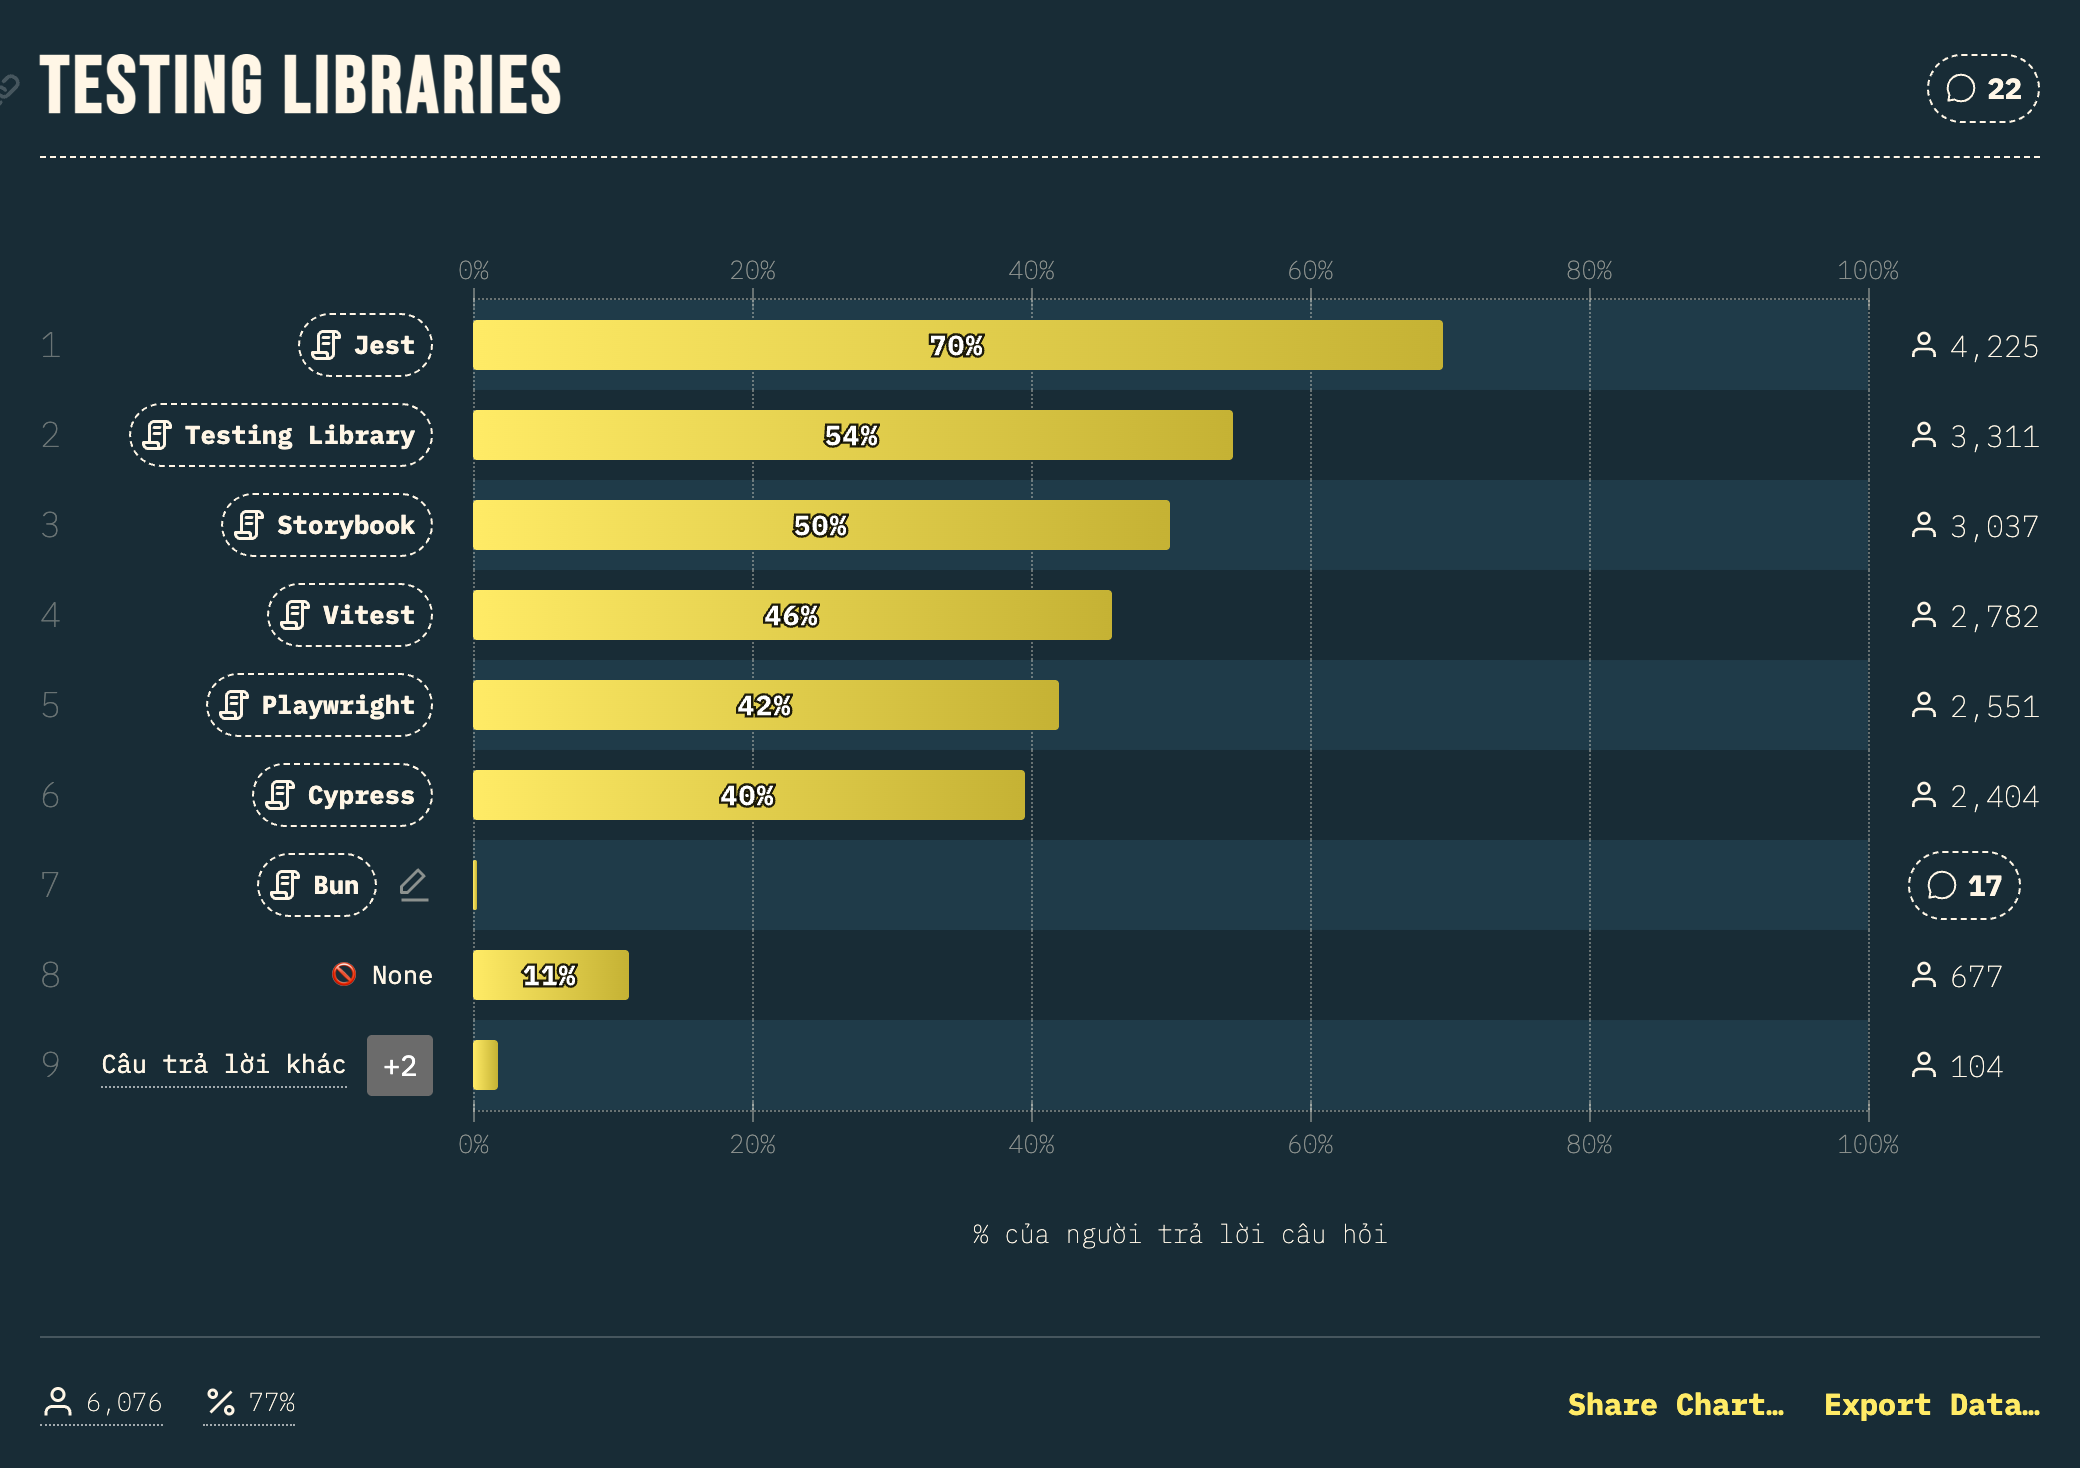 TESTING LIBRARIES
22
0% 20% 40% 60% 80% 100%
1 Jest 70% 4,225
2 Testing Library 54% 3,311
3 Storybook 50% 3,037
4 Vitest 46% 2,782
5 Playwright 42% 2,551
6 Cypress 40% 2,404
7 Bun 17
8 None 11% 677
9 Câu trả lời khác +2 104
0% 20% 40% 60% 80% 100%
% của người trả lời câu hỏi
6,076 77% Share Chart… Export Data…